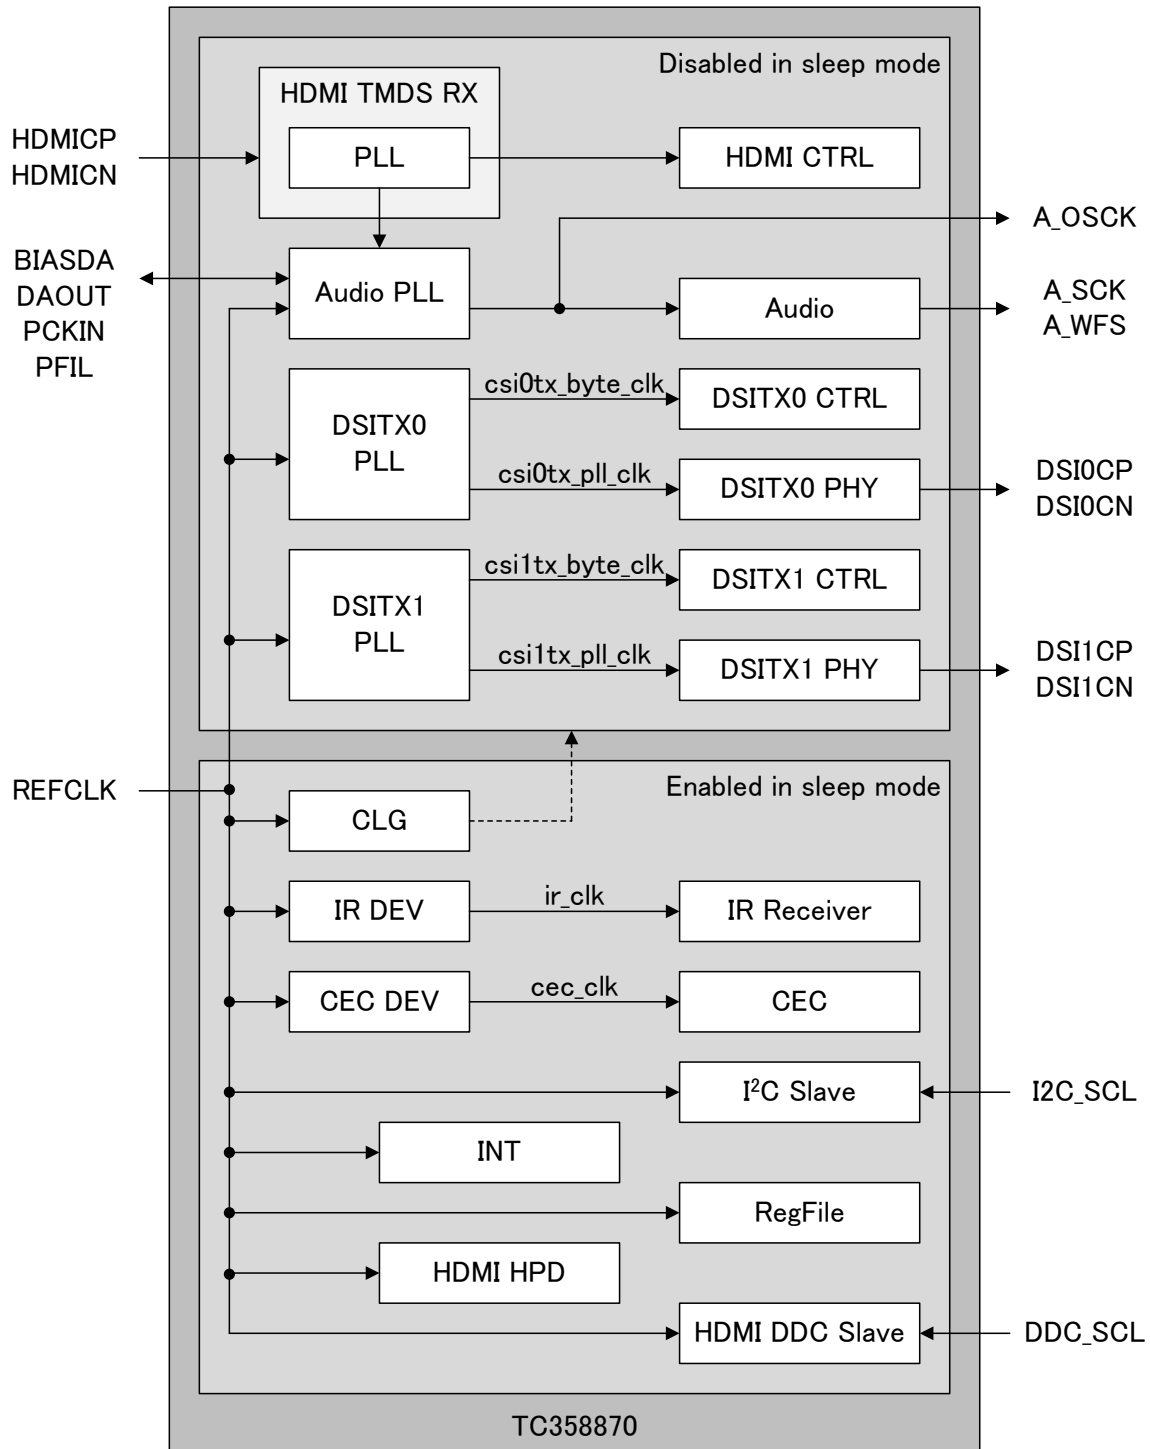 Disabled in sleep mode
HDMI TMDS RX
HDMICP
HDMICN
PLL
HDMI CTRL
A_OSCK
BIASDA
DAOUT
PCKIN
PFIL
Audio PLL
Audio
A_SCK
A_WFS
csi0tx_byte_clk
DSITX0 CTRL
DSITX0
PLL
csi0tx_pll_clk
DSITX0 PHY
DSI0CP
DSI0CN
csi1tx_byte_clk
DSITX1 CTRL
DSITX1
PLL
csi1tx_pll_clk
DSITX1 PHY
DSI1CP
DSI1CN
REFCLK
Enabled in sleep mode
CLG
IR DEV
ir_clk
IR Receiver
CEC DEV
cec_clk
CEC
I²C Slave
I2C_SCL
INT
RegFile
HDMI HPD
HDMI DDC Slave
DDC_SCL
TC358870